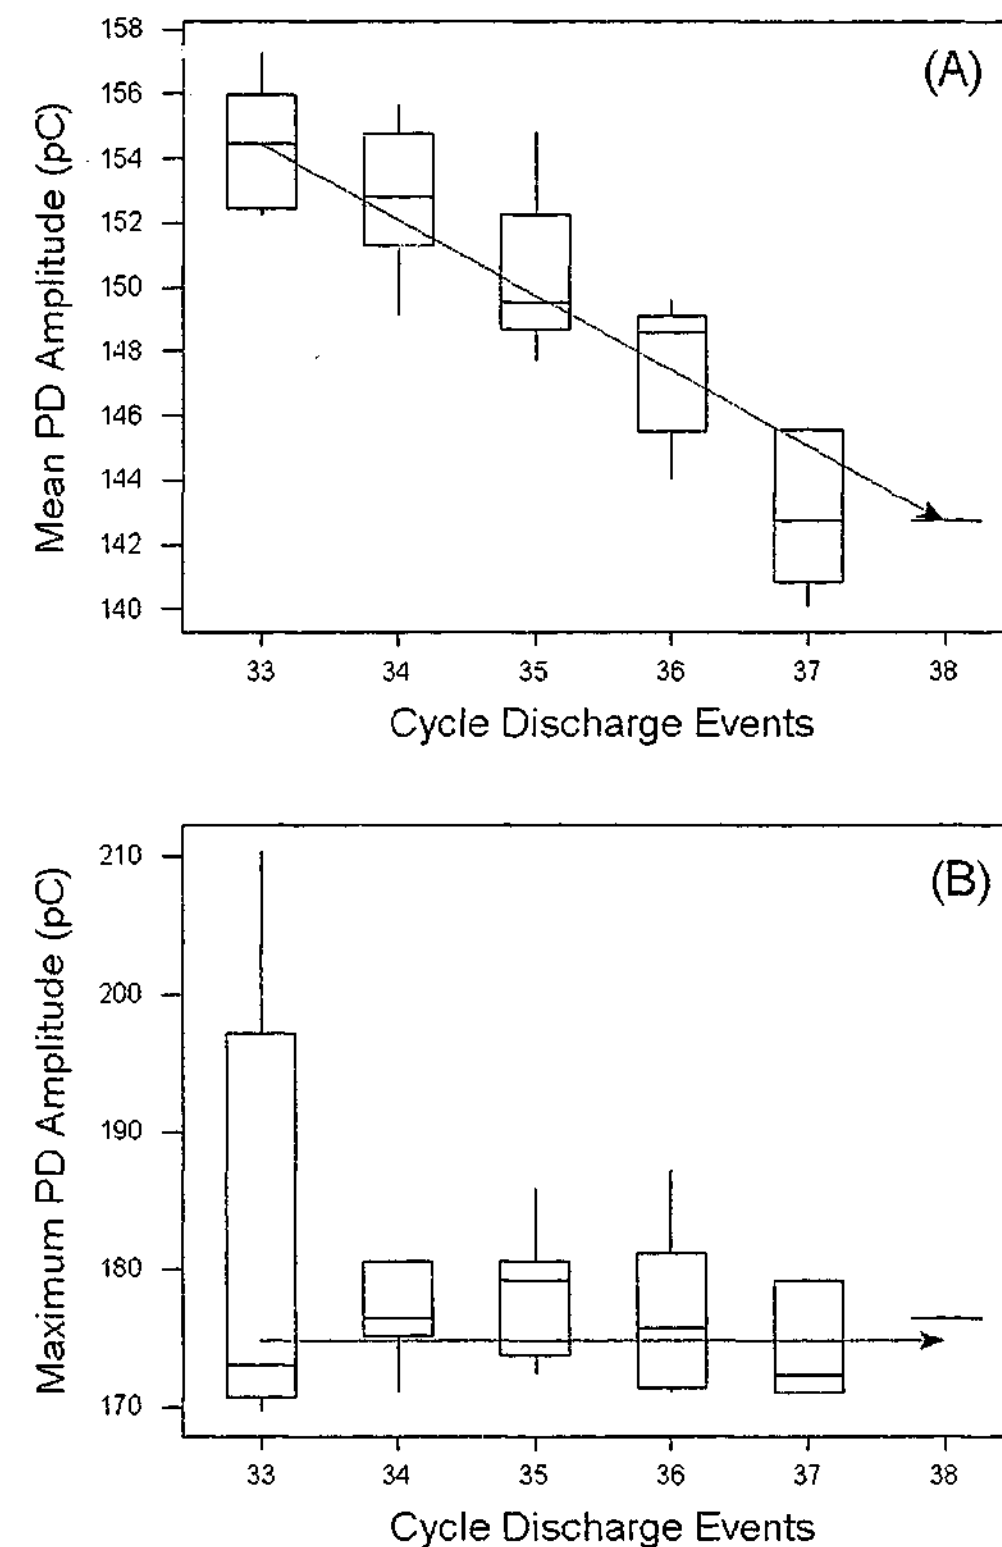 (A)
Mean PD Amplitude (pC)
158
156
154
152
150
148
146
144
142
140
33 34 35 36 37 38
Cycle Discharge Events
(B)
Maximum PD Amplitude (pC)
210
200
190
180
170
33 34 35 36 37 38
Cycle Discharge Events